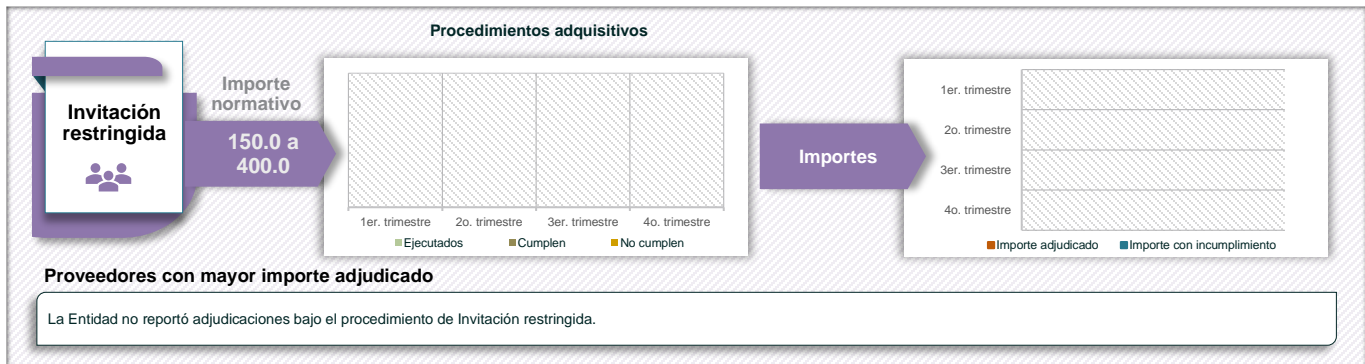 Procedimientos adquisitivos
Invitación
restringida
Importe
normativo
150.0 a
400.0
1er. trimestre
2o. trimestre
3er. trimestre
4o. trimestre
Ejecutados
Cumplen
No cumplen
Importes
1er. trimestre
2o. trimestre
3er. trimestre
4o. trimestre
Importe adjudicado
Importe con incumplimiento
Proveedores con mayor importe adjudicado
La Entidad no reportó adjudicaciones bajo el procedimiento de Invitación restringida.